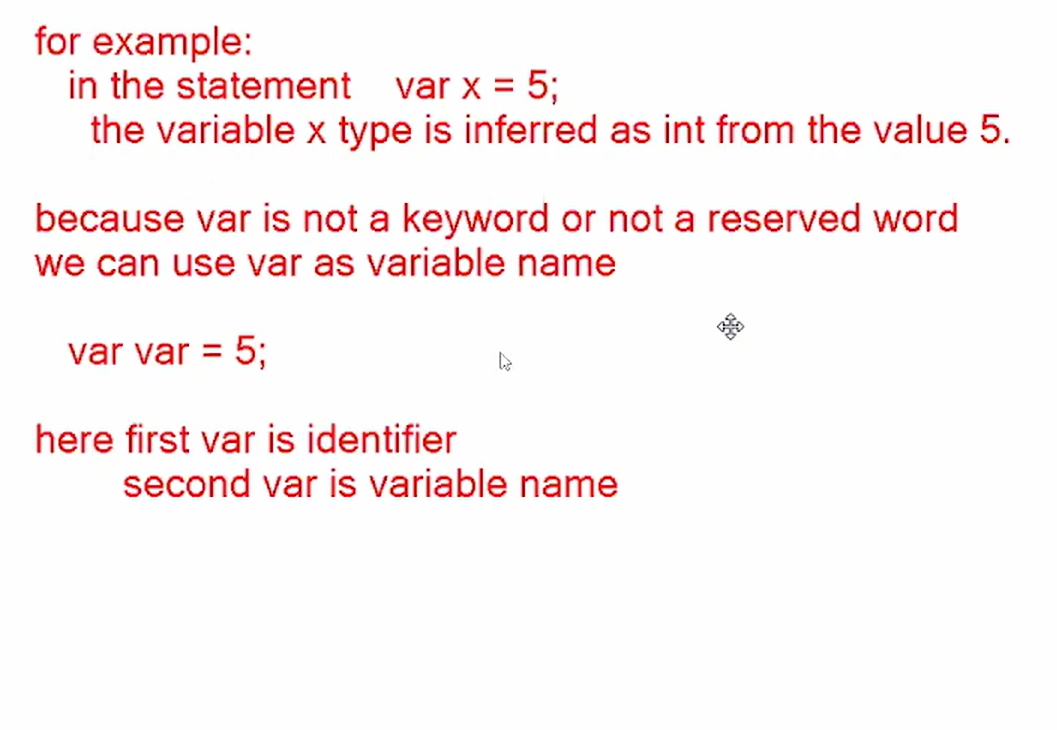 for example:
in the statement var x = 5;
the variable x type is inferred as int from the value 5.
because var is not a keyword or not a reserved word
we can use var as variable name
var var = 5;
here first var is identifier
second var is variable name